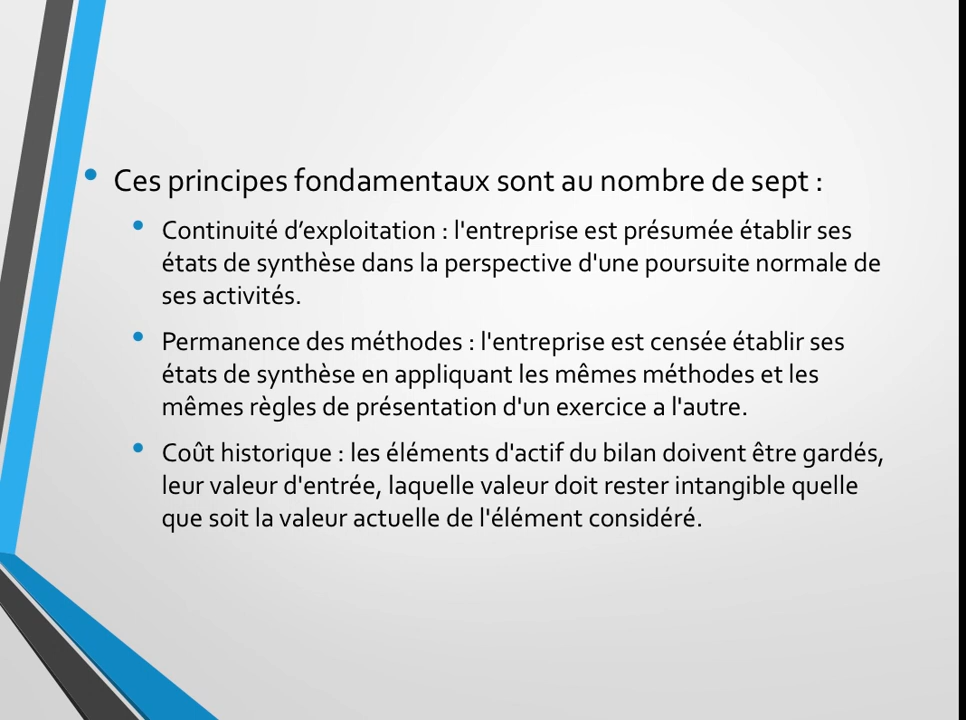 Ces principes fondamentaux sont au nombre de sept :
Continuité d’exploitation : l'entreprise est présumée établir ses
états de synthèse dans la perspective d'une poursuite normale de
ses activités.
Permanence des méthodes : l'entreprise est censée établir ses
états de synthèse en appliquant les mêmes méthodes et les
mêmes règles de présentation d'un exercice a l'autre.
Coût historique : les éléments d'actif du bilan doivent être gardés,
leur valeur d'entrée, laquelle valeur doit rester intangible quelle
que soit la valeur actuelle de l'élément considéré.